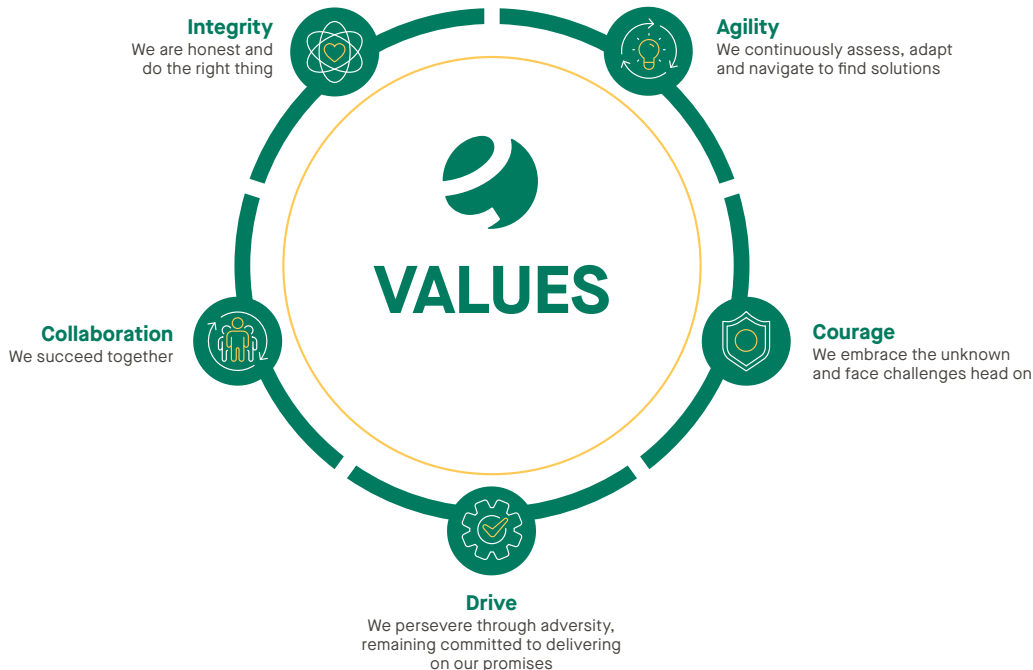 Integrity
We are honest and
do the right thing
Agility
We continuously assess, adapt
and navigate to find solutions
VALUES
Collaboration
We succeed together
Courage
We embrace the unknown
and face challenges head on
Drive
We persevere through adversity,
remaining committed to delivering
on our promises